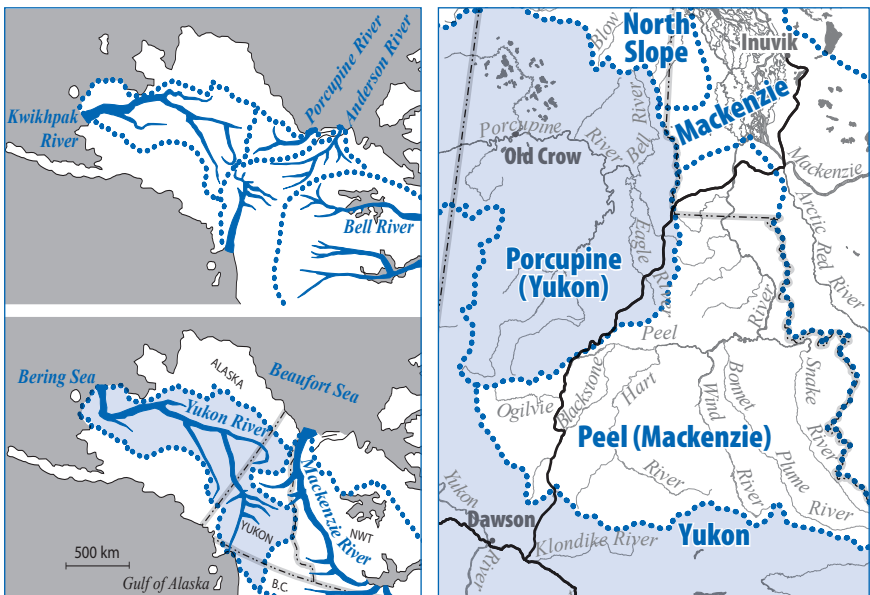 Kwikhpak
River
Porcupine River
Anderson River
Bell River
Bering Sea
ALASKA
Beaufort Sea
Yukon River
Mackenzie River
YUKON
NWT
500 km
Gulf of Alaska
B.C.
Blow
North
Slope
Inuvik
Mackenzie
Porcupine
River
Bell River
Old Crow
Mackenzie
Arctic Red River
Eagle River
Porcupine
(Yukon)
River
Peel
Blackstone
Hart
Ogilvie
Wind
Bonnet
Snake
River
Peel (Mackenzie)
River
River
Plume
River
Yukon
River
Dawson
Klondike River
Yukon